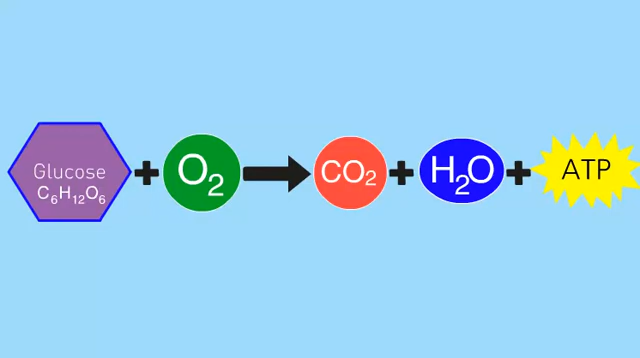 Glucose
C₆H₁₂O₆ + O₂ → CO₂ + H₂O + ATP